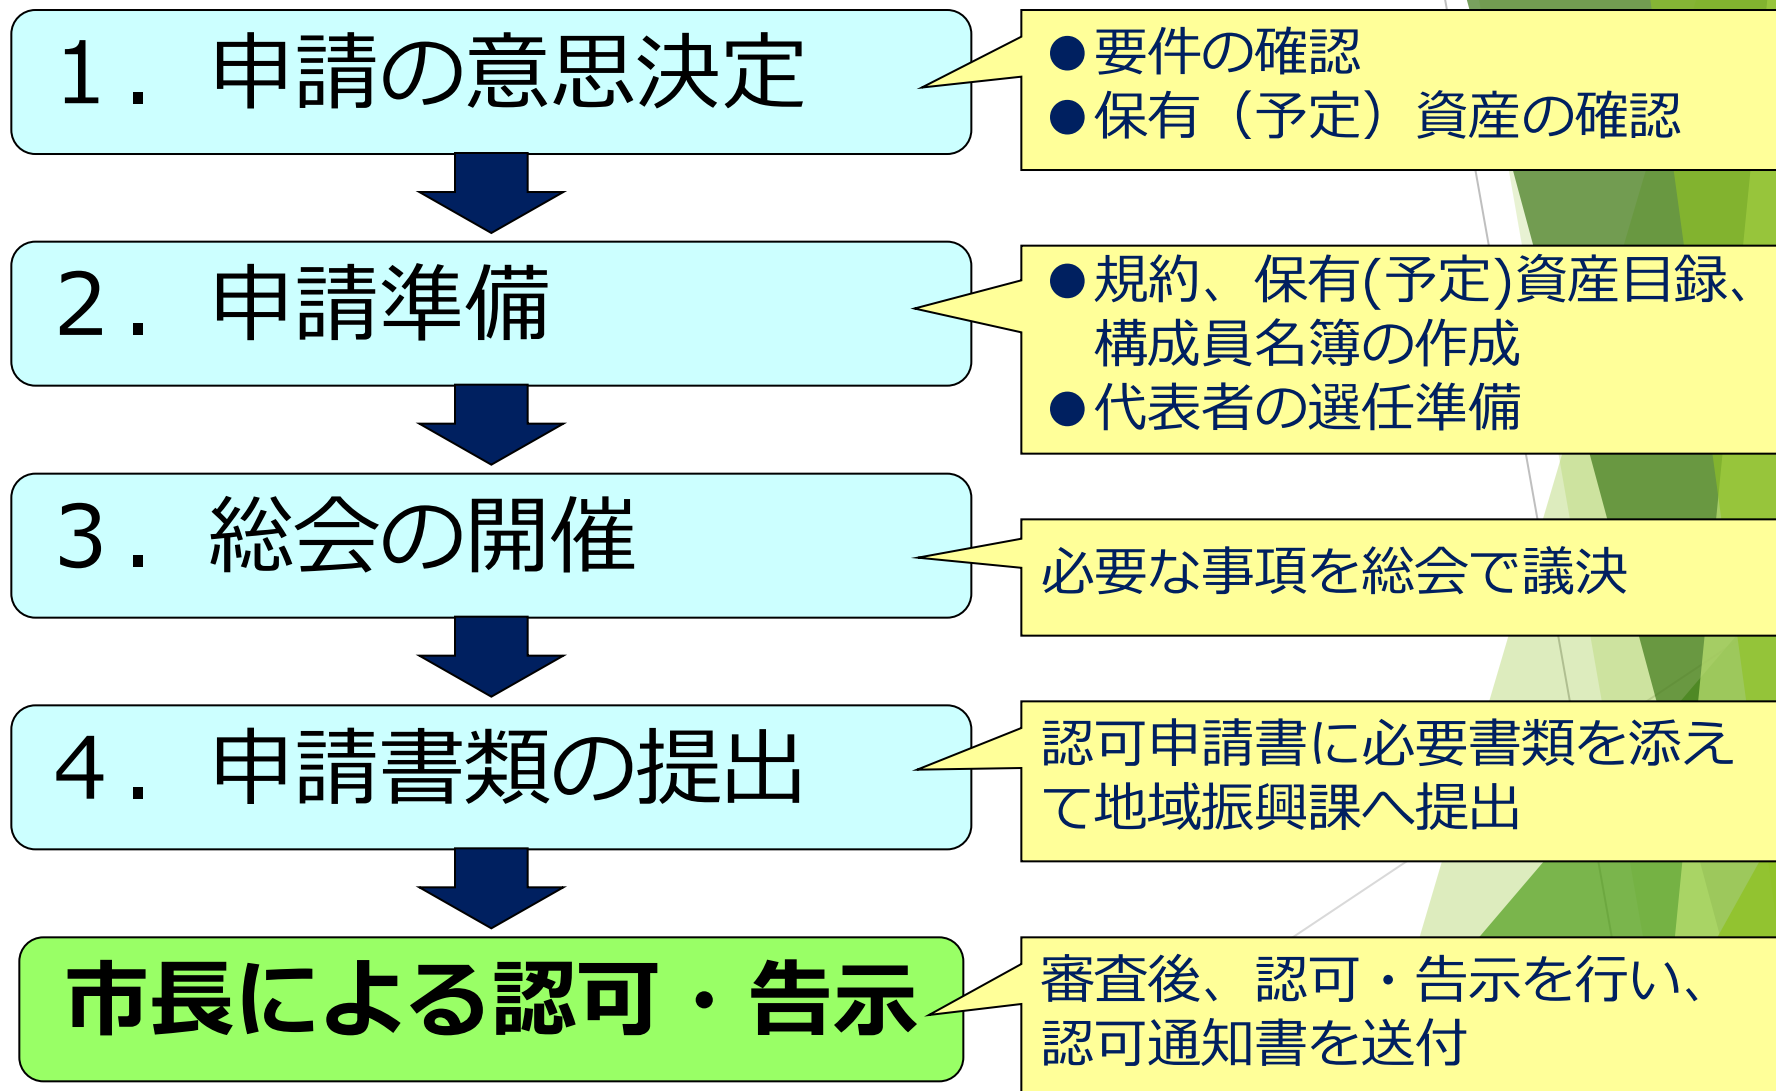 １．申請の意思決定
●要件の確認
●保有（予定）資産の確認
２．申請準備
●規約、保有(予定)資産目録、
構成員名簿の作成
●代表者の選任準備
３．総会の開催
必要な事項を総会で議決
４．申請書類の提出
認可申請書に必要書類を添え
て地域振興課へ提出
市長による認可・告示
審査後、認可・告示を行い、
認可通知書を送付